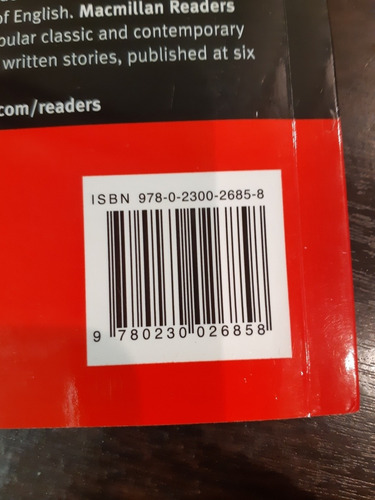 of English. Macmillan Readers
pular classic and contemporary
written stories, published at six
.com/readers
ISBN 978-0-2300-2685-8
9 780230 026858